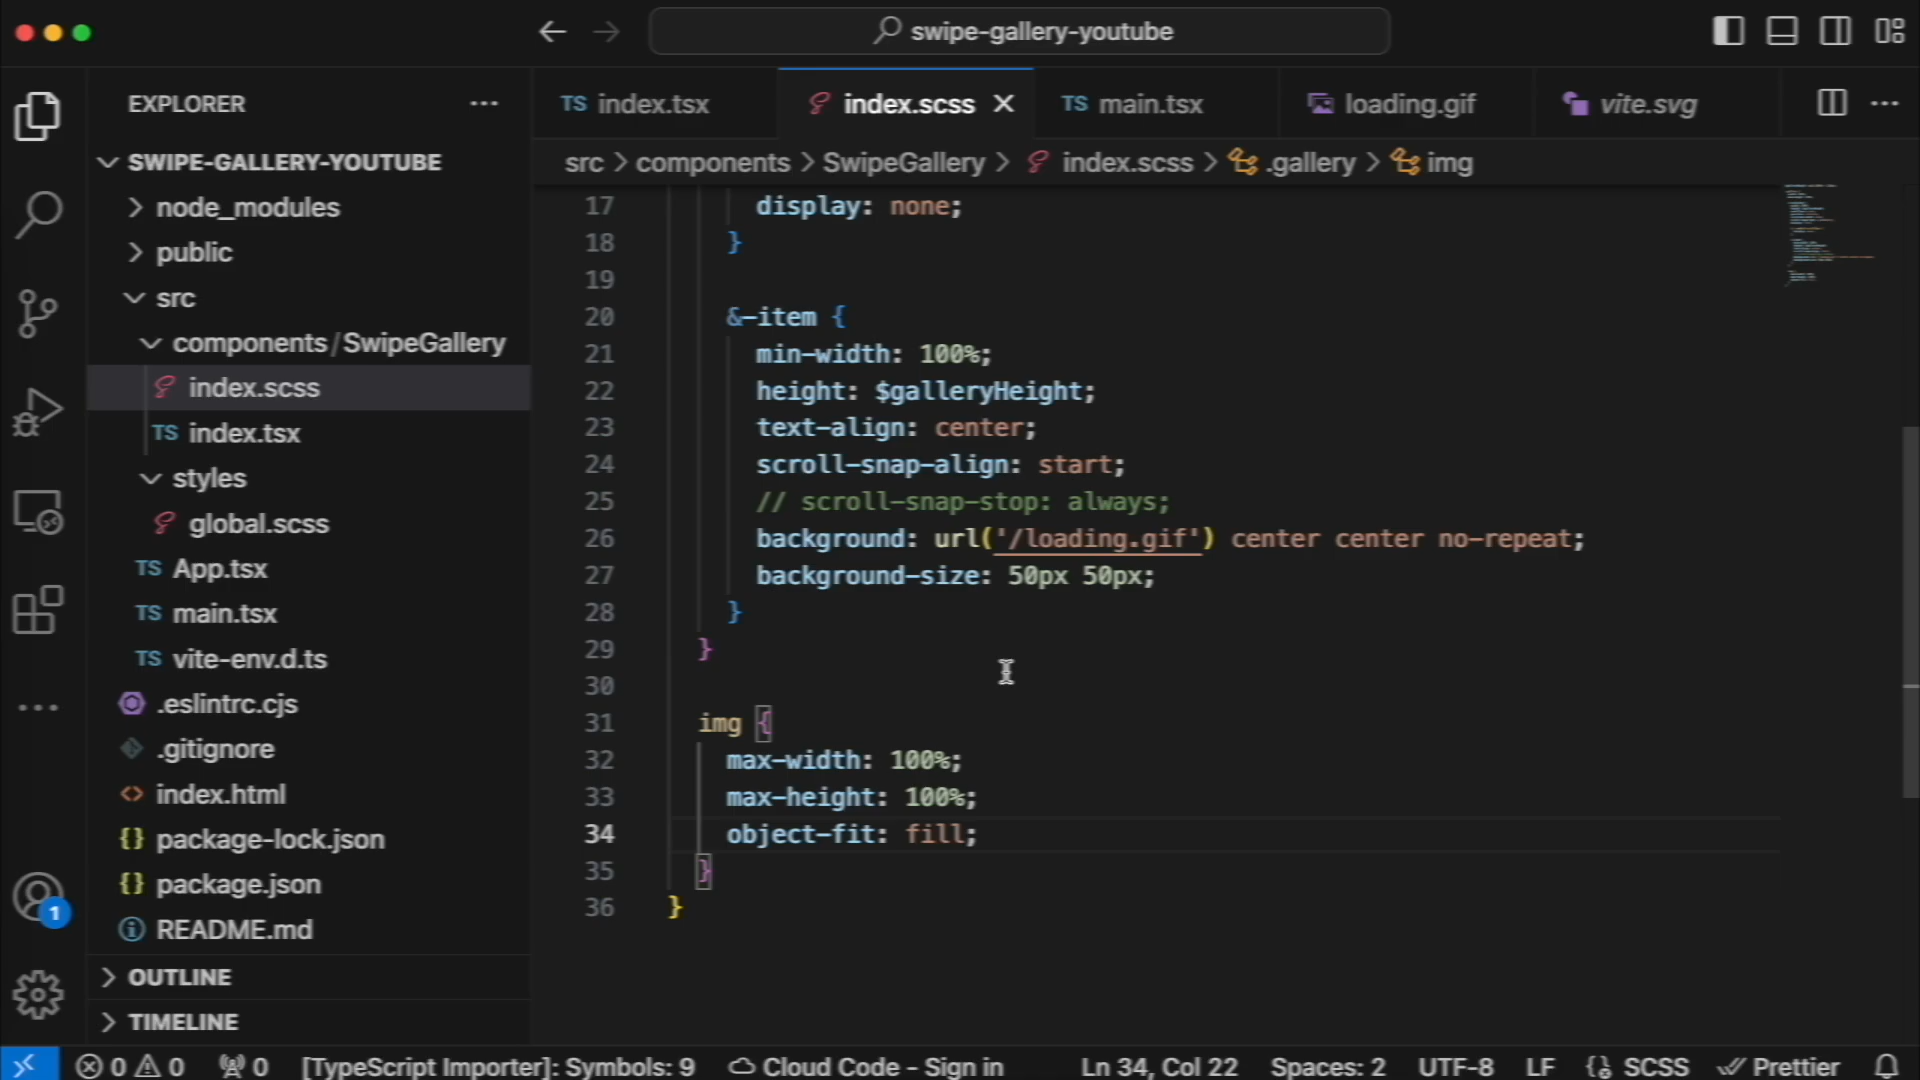 swipe-gallery-youtube
EXPLORER
SWIPE-GALLERY-YOUTUBE
node_modules
public
src
components/SwipeGallery
index.scss
TS index.tsx
styles
global.scss
TS App.tsx
TS main.tsx
TS vite-env.d.ts
.eslintrc.cjs
.gitignore
<> index.html
{} package-lock.json
{} package.json
README.md
OUTLINE
TIMELINE
1
TS index.tsx
index.scss
TS main.tsx
loading.gif
vite.svg
src > components > SwipeGallery > index.scss > .gallery > img
17 display: none;
18 }
19
20 &-item {
21 min-width: 100%;
22 height: $galleryHeight;
23 text-align: center;
24 scroll-snap-align: start;
25 // scroll-snap-stop: always;
26 background: url('/loading.gif') center center no-repeat;
27 background-size: 50px 50px;
28 }
29 }
30
31 img {
32 max-width: 100%;
33 max-height: 100%;
34 object-fit: fill;
35 }
36 }
0 0 0 [TypeScript Importer]: Symbols: 9 Cloud Code - Sign in Ln 34, Col 22 Spaces: 2 UTF-8 LF SCSS Prettier